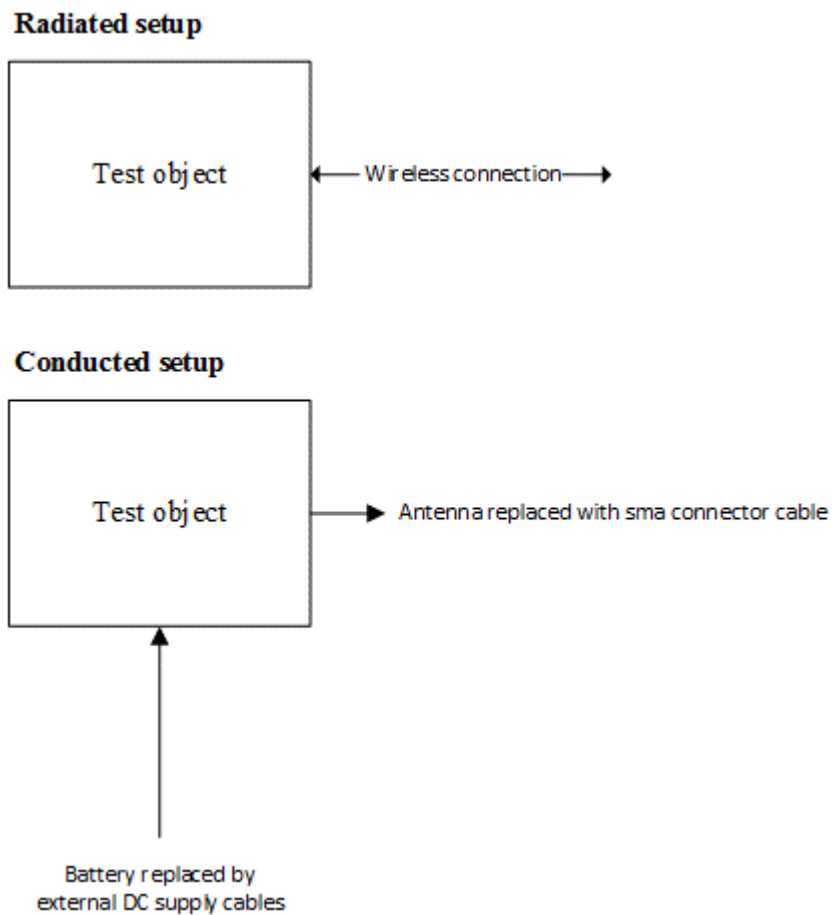 Radiated setup
Test object
Wireless connection
Conducted setup
Test object
Antenna replaced with sma connector cable
Battery replaced by
external DC supply cables